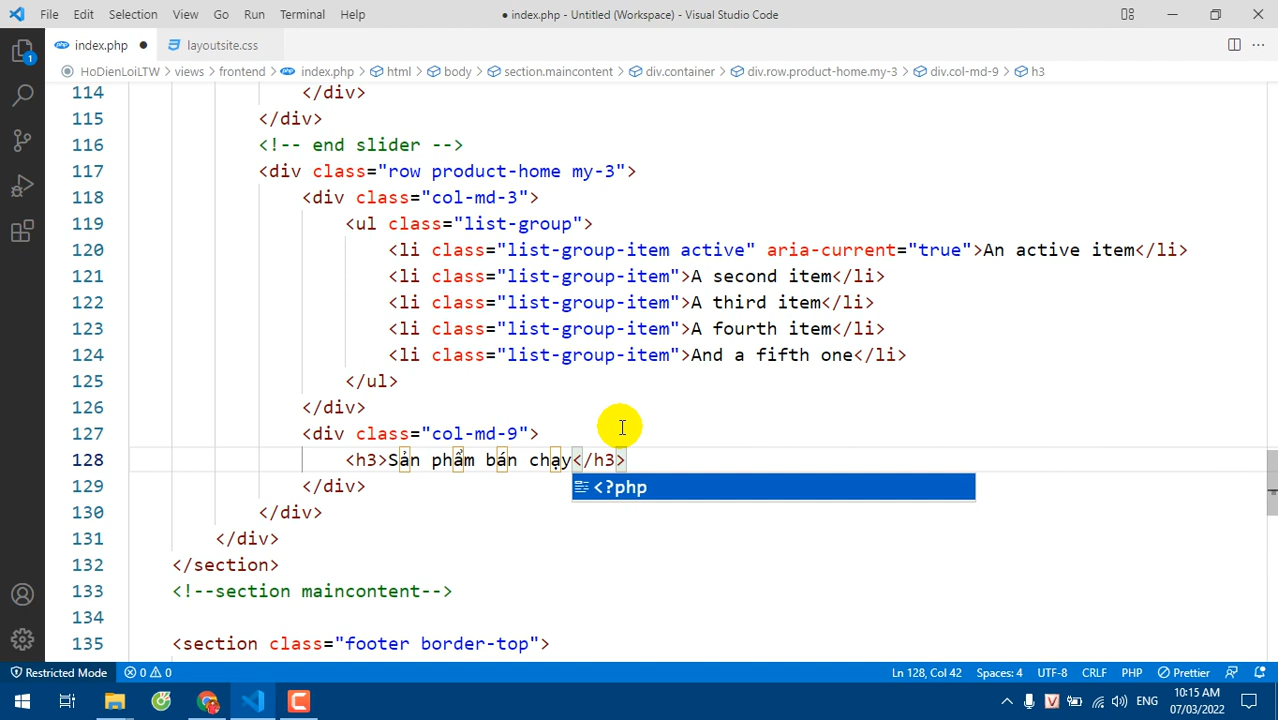 File Edit Selection View Go Run Terminal Help ● index.php - Untitled (Workspace) - Visual Studio Code
index.php ● layoutsite.css
HoDienLoiLTW > views > frontend > index.php > html > body > section.maincontent > div.container > div.row.product-home.my-3 > div.col-md-9 > h3
114 </div>
115 </div>
116 <!-- end slider -->
117 <div class="row product-home my-3">
118 <div class="col-md-3">
119 <ul class="list-group">
120 <li class="list-group-item active" aria-current="true">An active item</li>
121 <li class="list-group-item">A second item</li>
122 <li class="list-group-item">A third item</li>
123 <li class="list-group-item">A fourth item</li>
124 <li class="list-group-item">And a fifth one</li>
125 </ul>
126 </div>
127 <div class="col-md-9">
128 <h3>Sản phẩm bán chạy</h3>
<?php
129 </div>
130 </div>
131 </div>
132 </section>
133 <!--section maincontent-->
134
135 <section class="footer border-top">
1
Restricted Mode 0 0 Ln 128, Col 42 Spaces: 4 UTF-8 CRLF PHP Prettier
V ENG 10:15 AM
07/03/2022